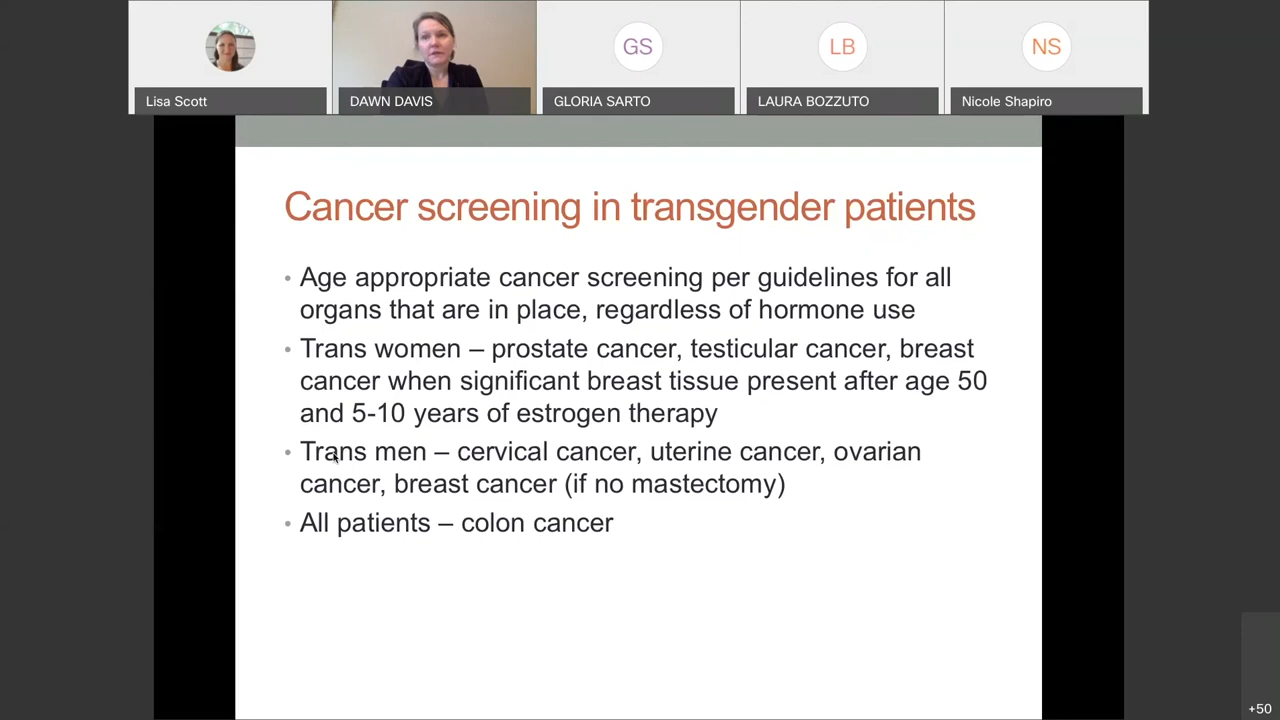 GS
LB
NS
Lisa Scott
DAWN DAVIS
GLORIA SARTO
LAURA BOZZUTO
Nicole Shapiro
Cancer screening in transgender patients
• Age appropriate cancer screening per guidelines for all
organs that are in place, regardless of hormone use
• Trans women – prostate cancer, testicular cancer, breast
cancer when significant breast tissue present after age 50
and 5-10 years of estrogen therapy
• Trans men – cervical cancer, uterine cancer, ovarian
cancer, breast cancer (if no mastectomy)
• All patients – colon cancer
+50